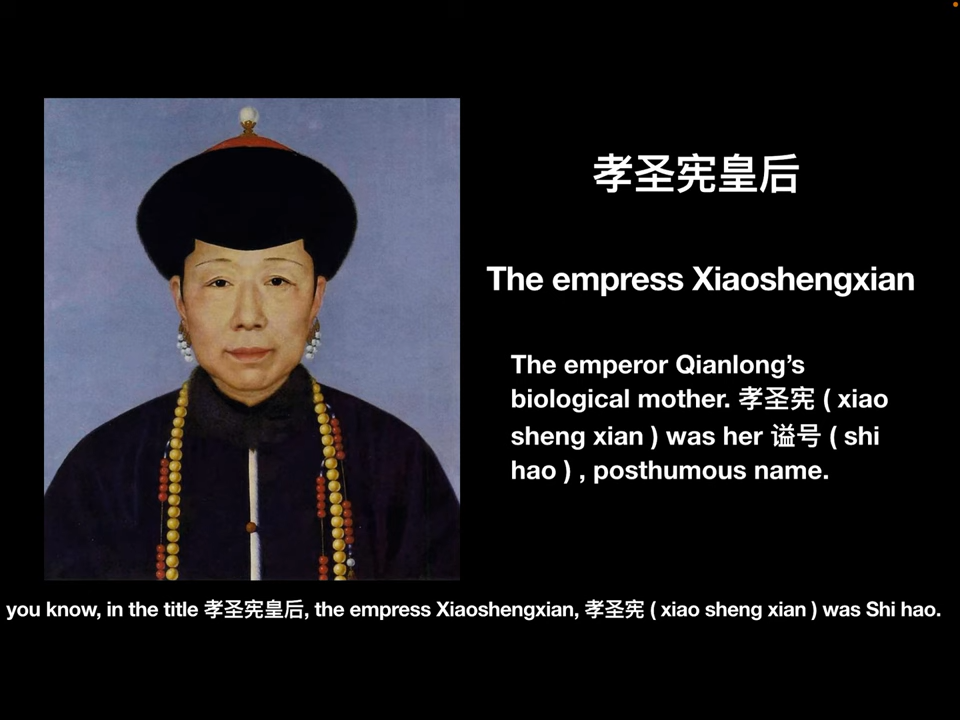 孝圣宪皇后
The empress Xiaoshengxian
The emperor Qianlong’s
biological mother. 孝圣宪 ( xiao
sheng xian ) was her 谥号 ( shi
hao ) , posthumous name.
you know, in the title 孝圣宪皇后, the empress Xiaoshengxian, 孝圣宪 ( xiao sheng xian ) was Shi hao.